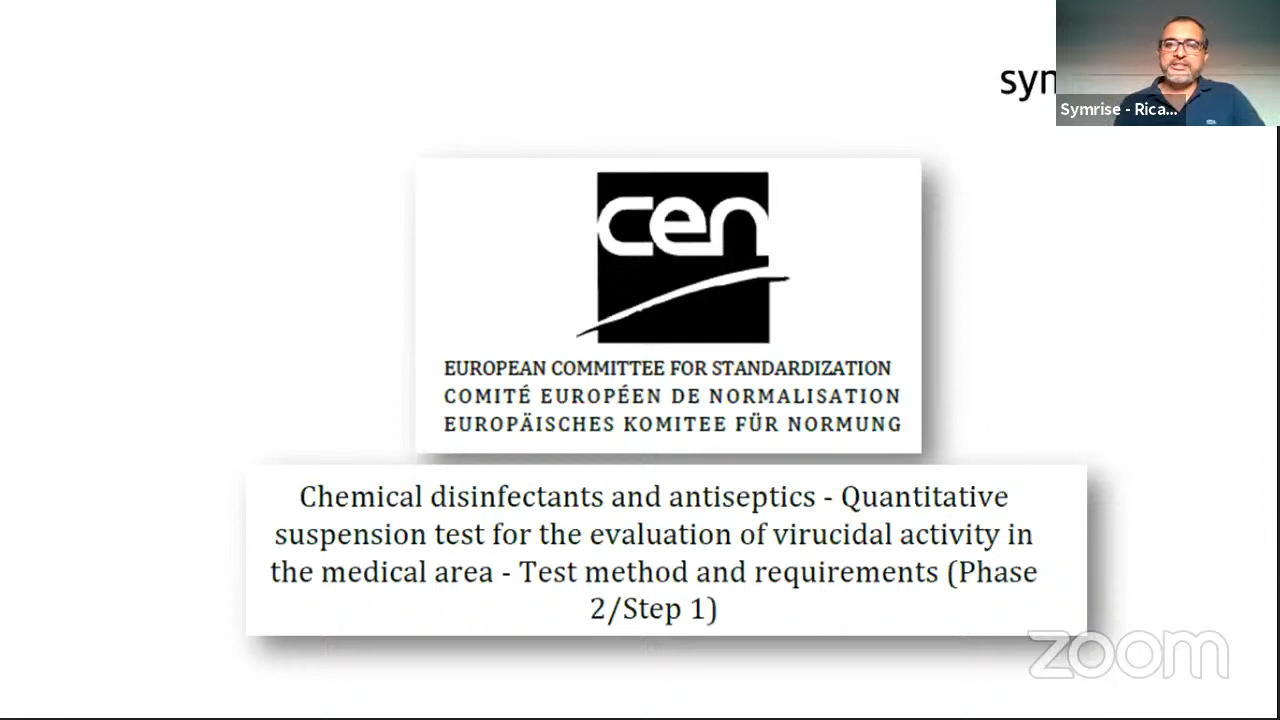 sym
Symrise - Rica...
cen
EUROPEAN COMMITTEE FOR STANDARDIZATION
COMITÉ EUROPÉEN DE NORMALISATION
EUROPÄISCHES KOMITEE FÜR NORMUNG
Chemical disinfectants and antiseptics - Quantitative
suspension test for the evaluation of virucidal activity in
the medical area - Test method and requirements (Phase
2/Step 1)
zoom